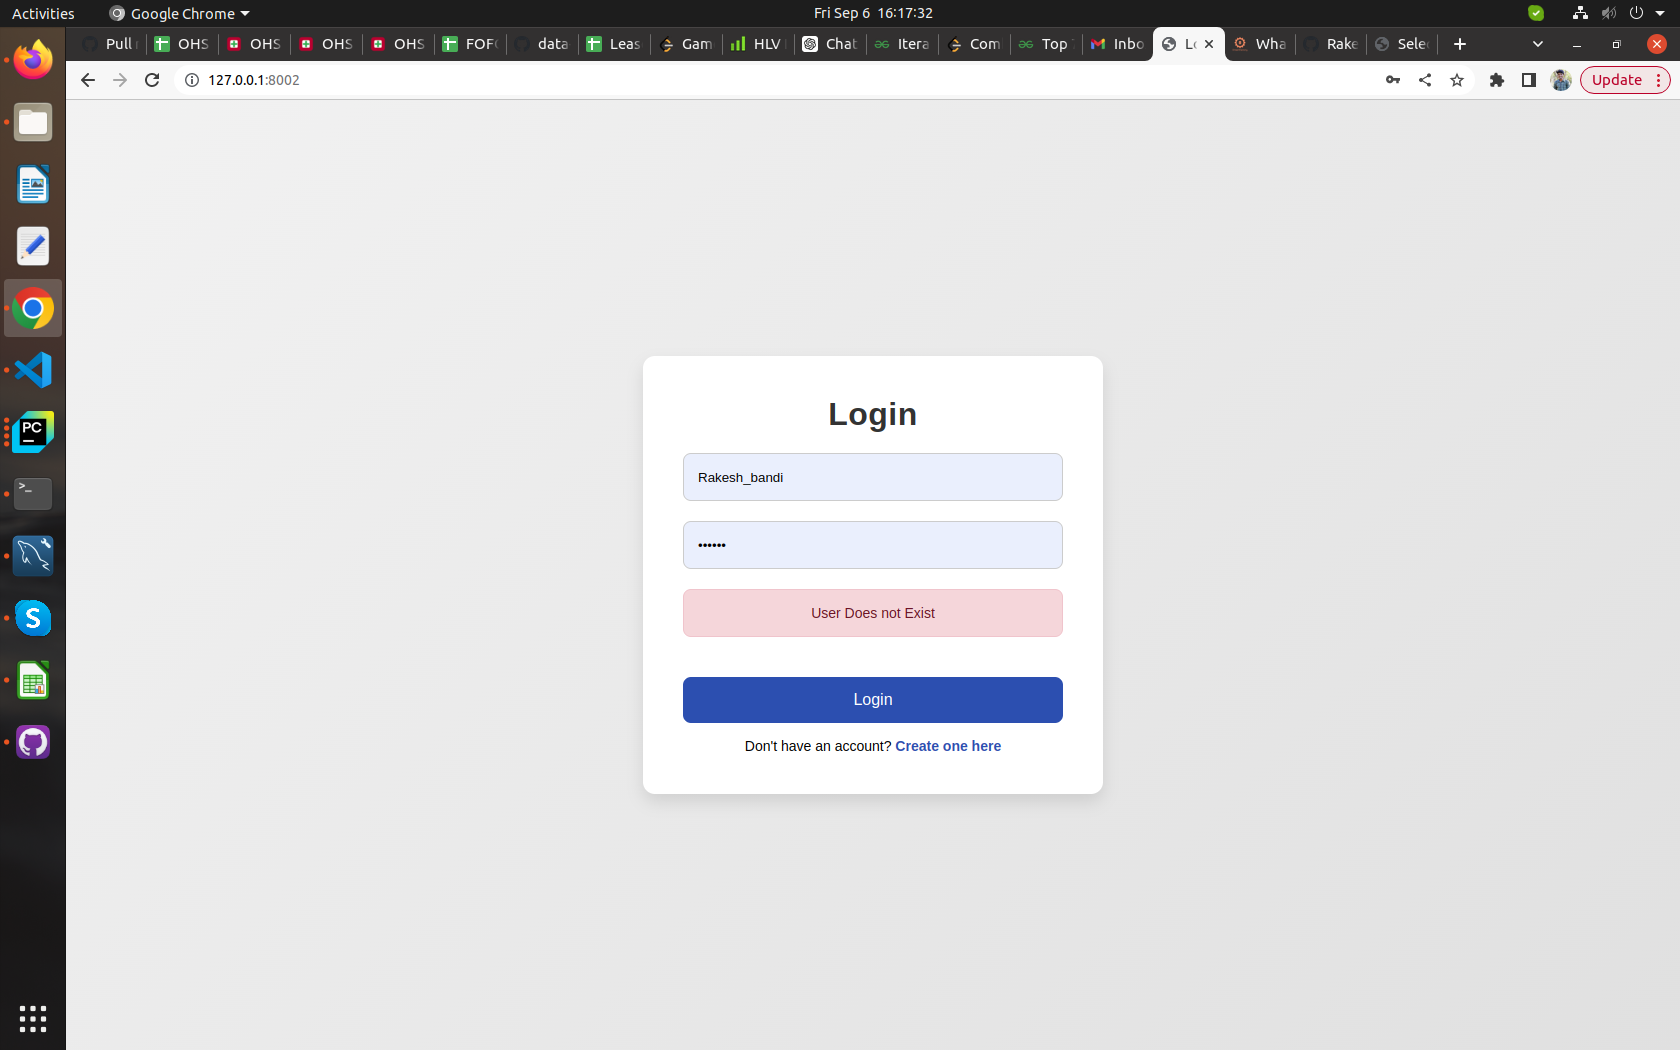 Activities
Google Chrome
Fri Sep 6 16:17:32
Pull
OHS
OHS
OHS
OHS
FOF
data
Leas
Gam
HLV
Chat
Itera
Com
Top
Inbo
Lo
Wha
Rake
Selec
127.0.0.1:8002
Update
PC
>_
S
Login
Rakesh_bandi
••••••
User Does not Exist
Login
Don't have an account? Create one here